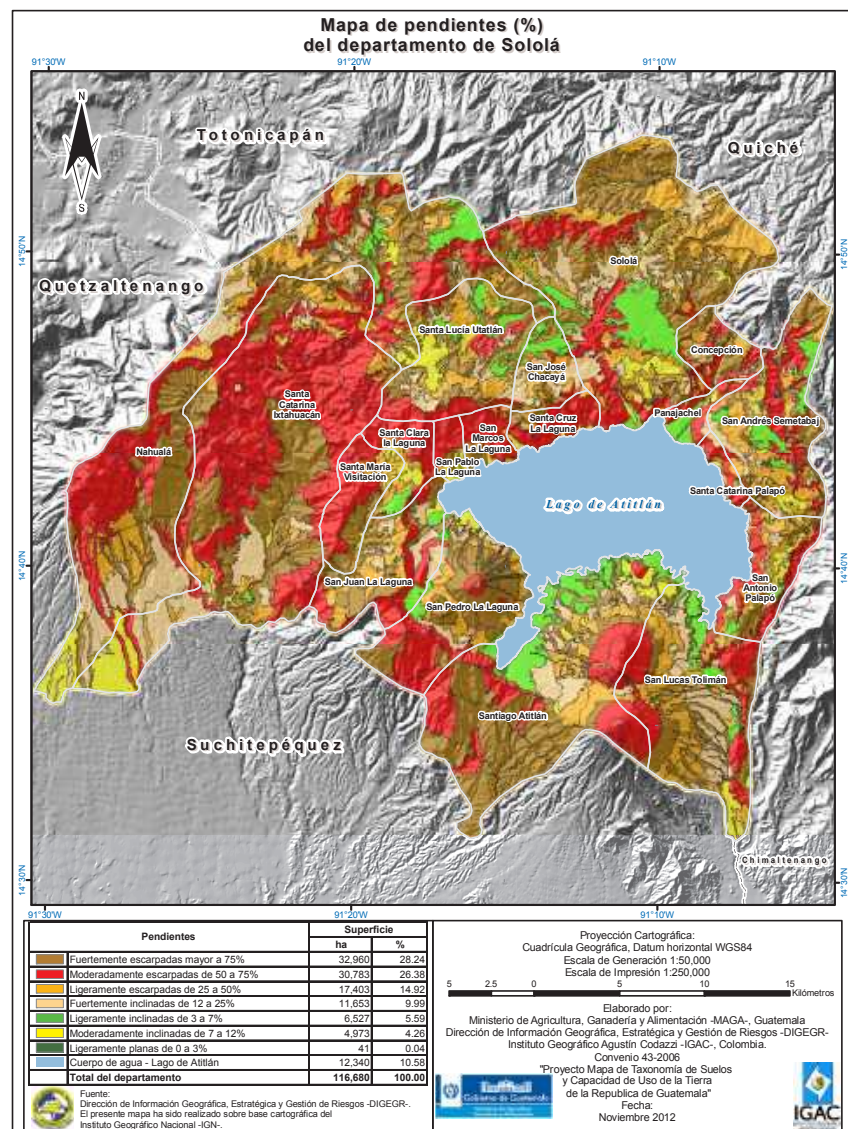 Mapa de pendientes (%)
del departamento de Sololá
91°30'W
91°20'W
91°10'W
N
S
Totonicapán
Quiché
14°50'N
14°50'N
Quetzaltenango
Sololá
Santa Lucía Utatlán
Concepción
San José
Chacayá
Santa
Catarina
Ixtahuacán
Panajachel
San Andrés Semetabaj
Santa Cruz
La Laguna
San
Marcos
La Laguna
Santa Clara
la Laguna
Nahualá
San Pablo
La Laguna
Santa María
Visitación
Santa Catarina Palapó
Lago de Atitlán
14°40'N
14°40'N
San Juan La Laguna
San
Antonio
Palapó
San Pedro La Laguna
San Lucas Tolimán
Santiago Atitlán
Suchitepéquez
Chimaltenango
14°30'N
14°30'N
91°30'W
91°20'W
91°10'W
Pendientes
Superficie
ha
%
Fuertemente escarpadas mayor a 75% 32,960 28.24
Moderadamente escarpadas de 50 a 75% 30,783 26.38
Ligeramente escarpadas de 25 a 50% 17,403 14.92
Fuertemente inclinadas de 12 a 25% 11,653 9.99
Ligeramente inclinadas de 3 a 7% 6,527 5.59
Moderadamente inclinadas de 7 a 12% 4,973 4.26
Ligeramente planas de 0 a 3% 41 0.04
Cuerpo de agua - Lago de Atitlán 12,340 10.58
Total del departamento 116,680 100.00
Fuente:
Dirección de Información Geográfica, Estratégica y Gestión de Riesgos -DIGEGR-.
El presente mapa ha sido realizado sobre base cartográfica del
Instituto Geográfico Nacional -IGN-.
Proyección Cartográfica:
Cuadrícula Geográfica, Datum horizontal WGS84
Escala de Generación 1:50,000
Escala de Impresión 1:250,000
5 2.5 0 5 10 15
Kilómetros
Elaborado por:
Ministerio de Agricultura, Ganadería y Alimentación -MAGA-, Guatemala
Dirección de Información Geográfica, Estratégica y Gestión de Riesgos -DIGEGR-
Instituto Geográfico Agustín Codazzi -IGAC-, Colombia.
Convenio 43-2006
"Proyecto Mapa de Taxonomía de Suelos
y Capacidad de Uso de la Tierra
de la Republica de Guatemala"
Fecha:
Noviembre 2012
Gobierno de Guatemala
IGAC